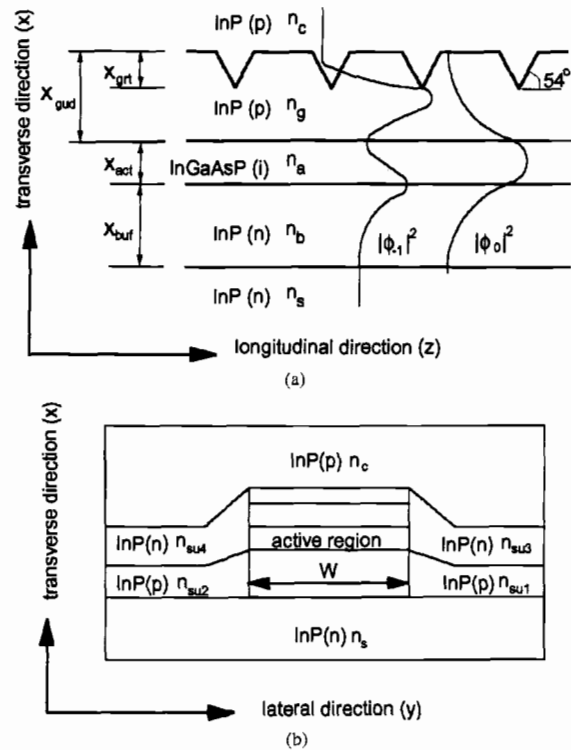 InP (p) n_c
x_grt
x_gud
54°
InP (p) n_g
x_act
InGaAsP (i) n_a
x_buf
InP (n) n_b
|ϕ_-1|^2 |ϕ_0|^2
InP (n) n_s
transverse direction (x)
longitudinal direction (z)
(a)
InP(p) n_c
InP(n) n_su4
active region
InP(n) n_su3
InP(p) n_su2
W
InP(p) n_su1
InP(n) n_s
transverse direction (x)
lateral direction (y)
(b)